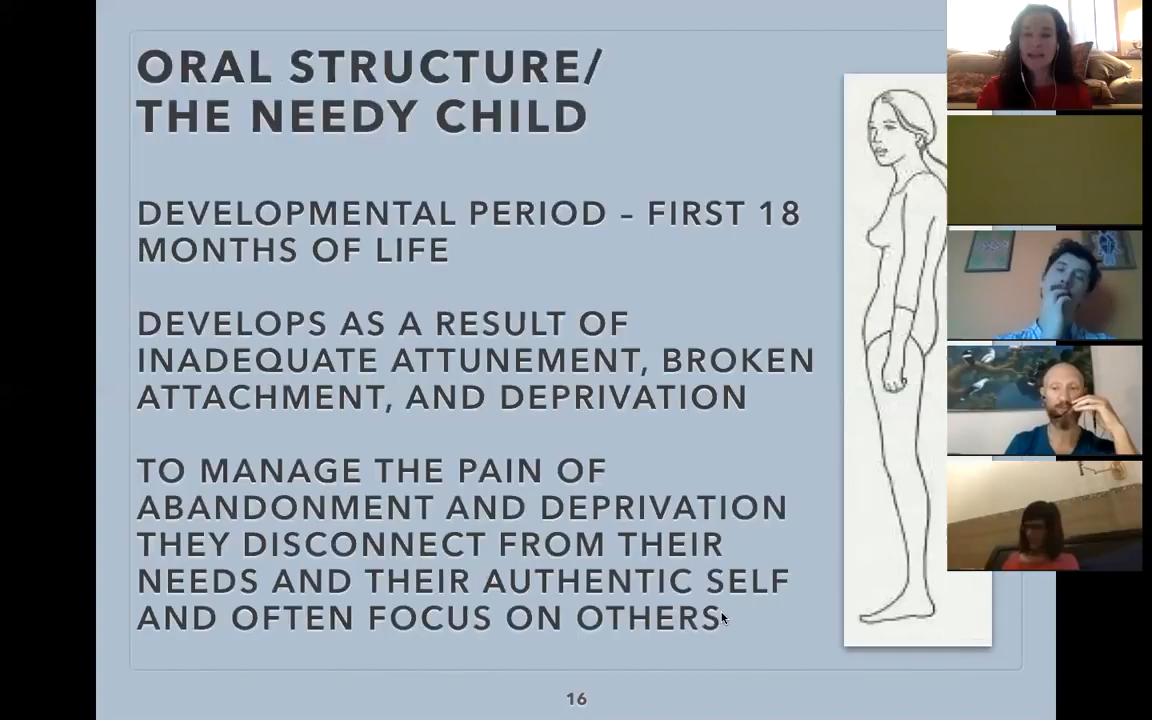 ORAL STRUCTURE/
THE NEEDY CHILD
DEVELOPMENTAL PERIOD – FIRST 18
MONTHS OF LIFE
DEVELOPS AS A RESULT OF
INADEQUATE ATTUNEMENT, BROKEN
ATTACHMENT, AND DEPRIVATION
TO MANAGE THE PAIN OF
ABANDONMENT AND DEPRIVATION
THEY DISCONNECT FROM THEIR
NEEDS AND THEIR AUTHENTIC SELF
AND OFTEN FOCUS ON OTHERS
16